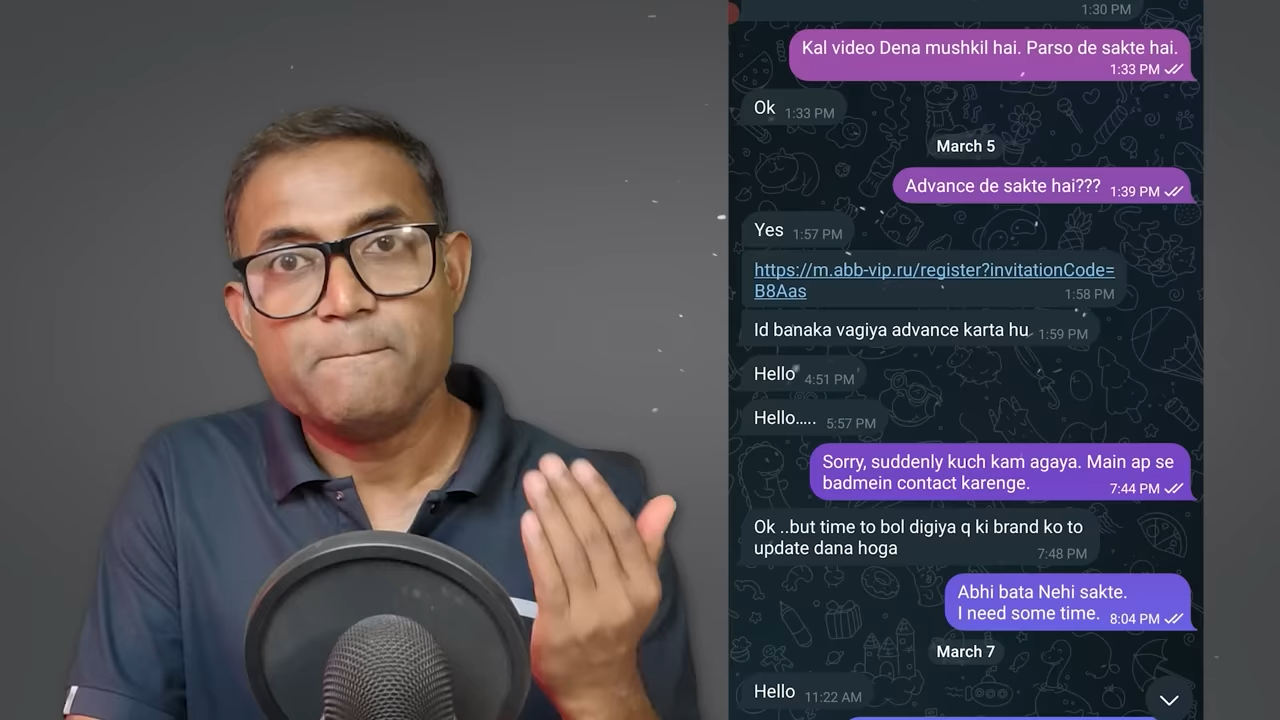 1:30 PM
Kal video Dena mushkil hai. Parso de sakte hai.
1:33 PM
Ok 1:33 PM
March 5
Advance de sakte hai??? 1:39 PM
Yes 1:57 PM
https://m.abb-vip.ru/register?invitationCode=
B8Aas 1:58 PM
Id banaka vagiya advance karta hu 1:59 PM
Hello 4:51 PM
Hello..... 5:57 PM
Sorry, suddenly kuch kam agaya. Main ap se
badmein contact karenge. 7:44 PM
Ok ..but time to bol digiya q ki brand ko to
update dana hoga 7:48 PM
Abhi bata Nehi sakte.
I need some time. 8:04 PM
March 7
Hello 11:22 AM